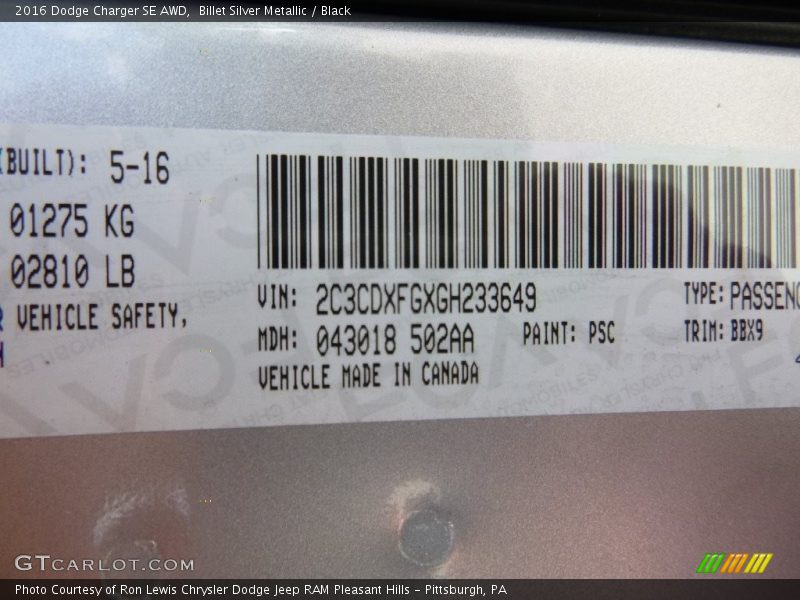 2016 Dodge Charger SE AWD, Billet Silver Metallic / Black
(BUILT): 5-16
01275 KG
02810 LB
VEHICLE SAFETY,
VIN: 2C3CDXFGXGH233649
TYPE: PASSENG
MDH: 043018 502AA
PAINT: PSC
TRIM: BBX9
VEHICLE MADE IN CANADA
GTCARLOT.COM
Photo Courtesy of Ron Lewis Chrysler Dodge Jeep RAM Pleasant Hills - Pittsburgh, PA